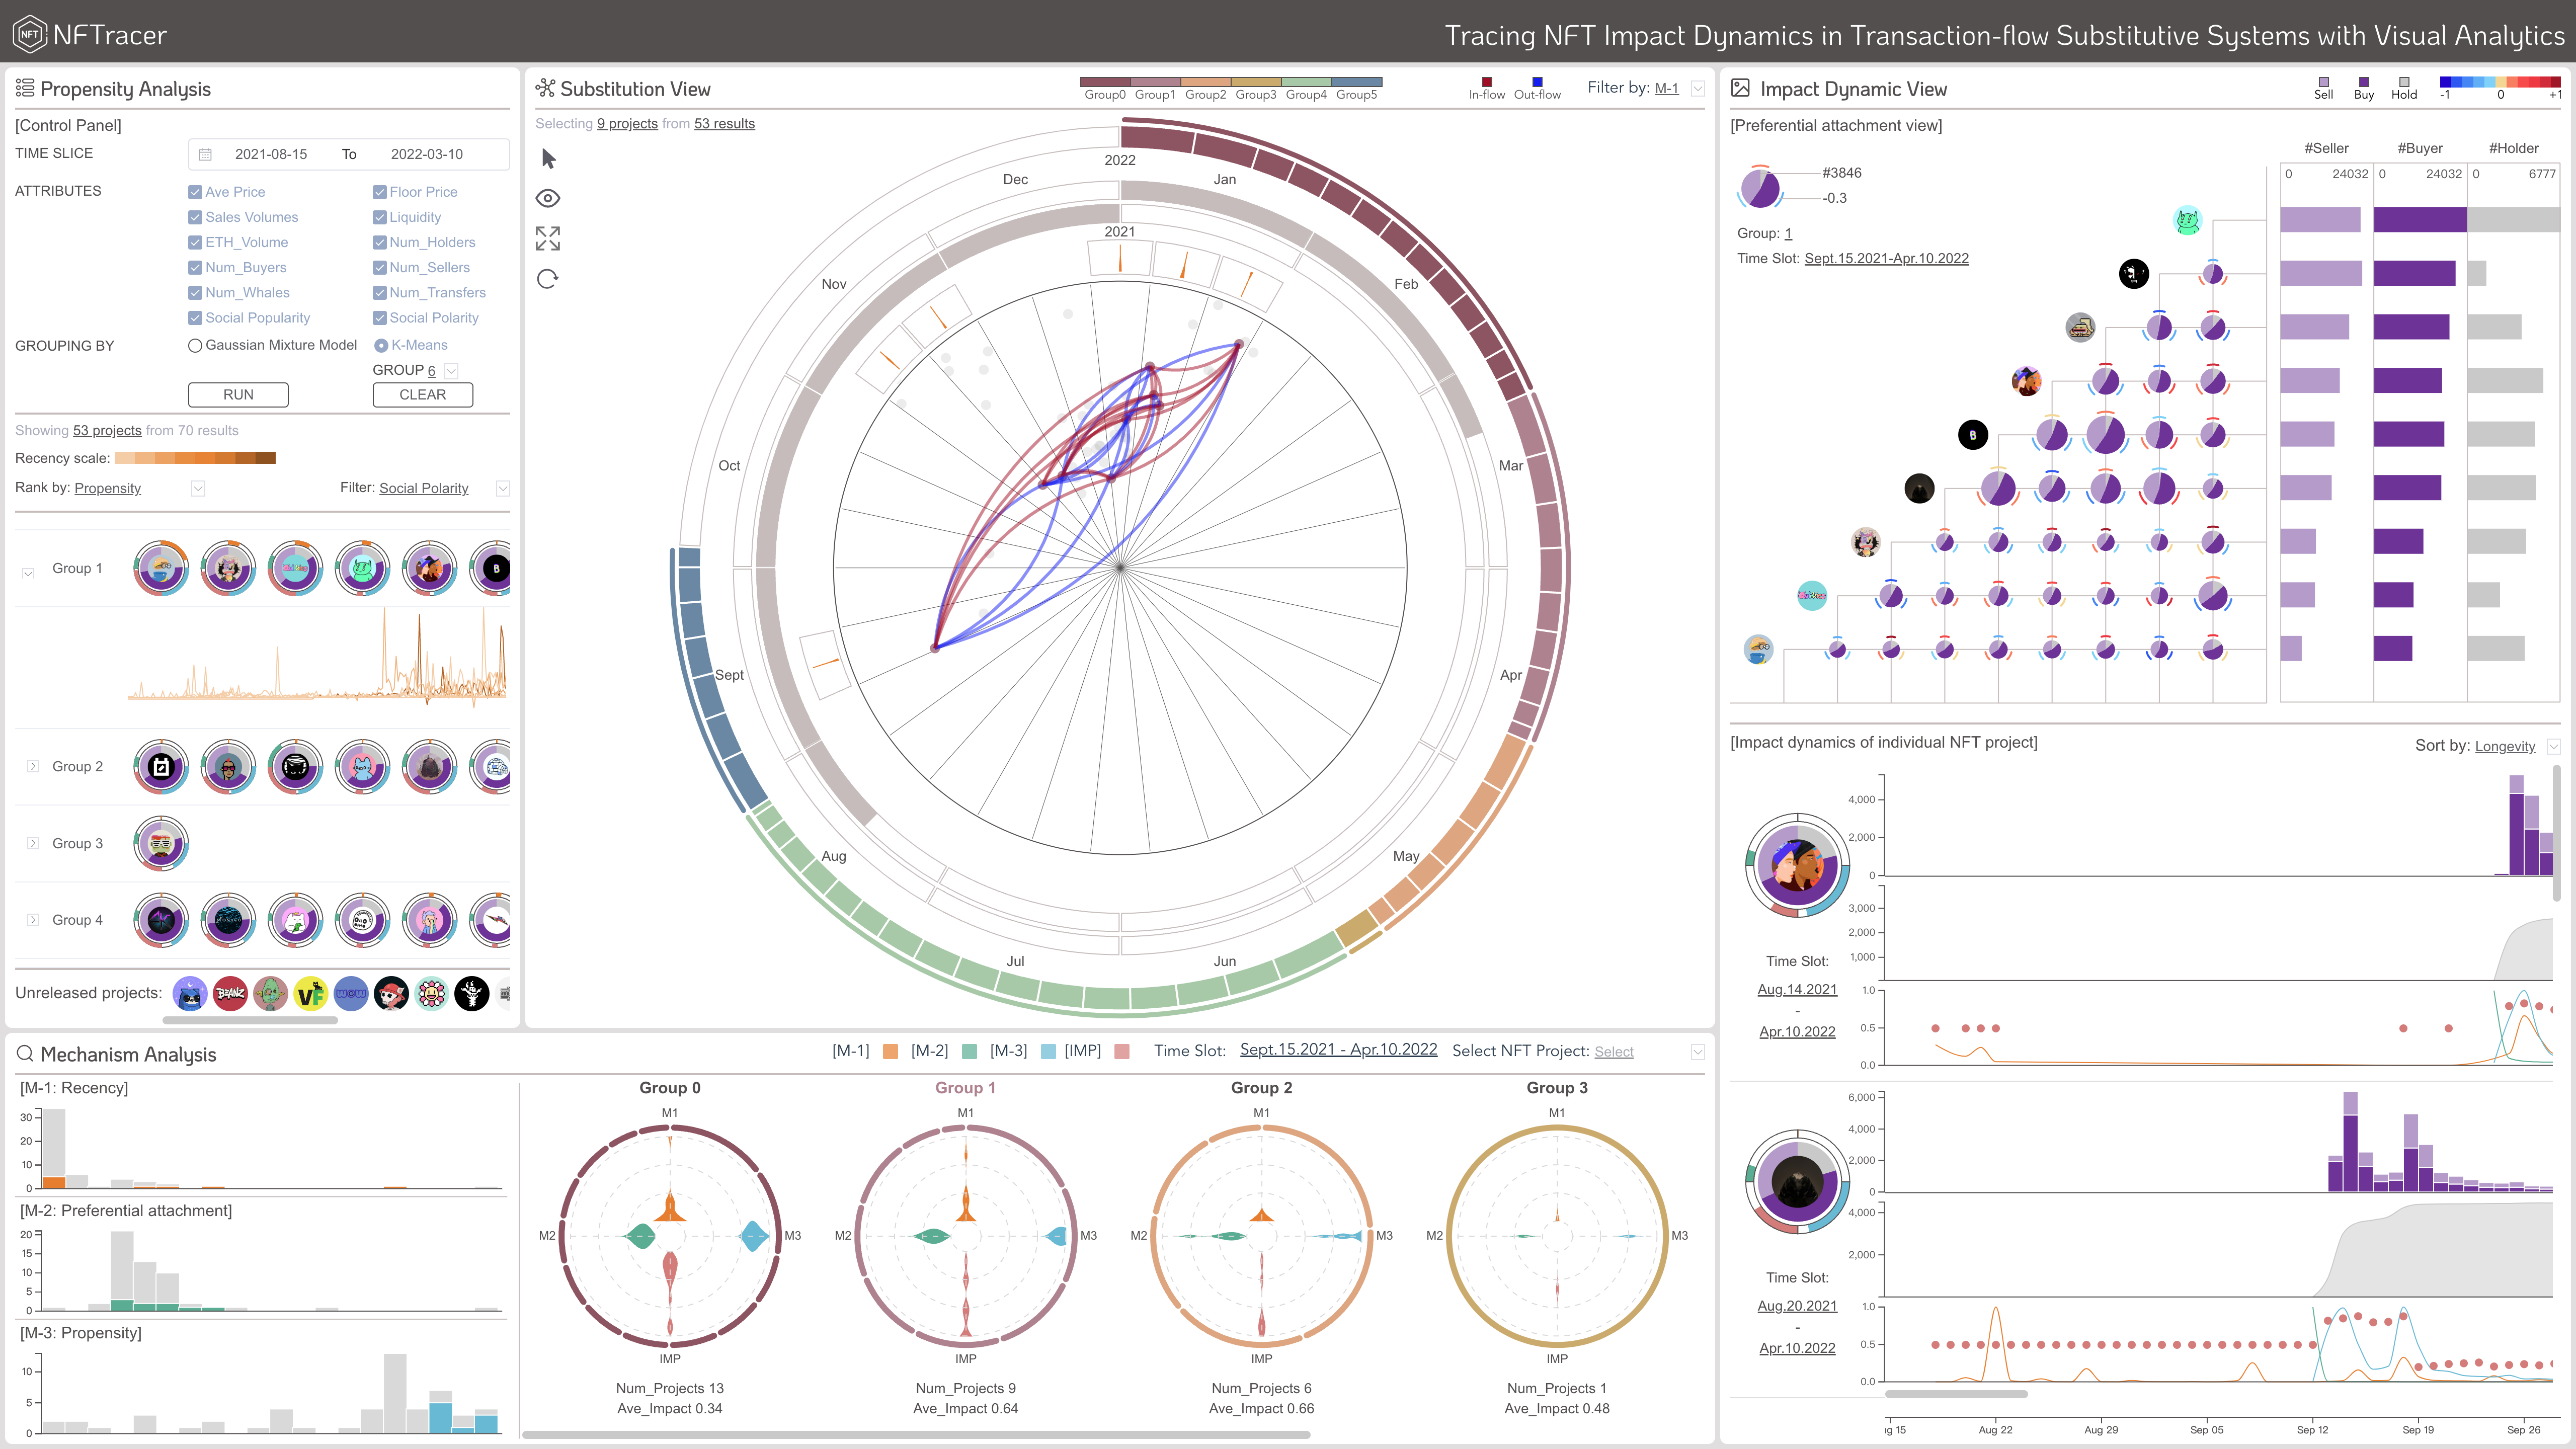 NFT NFTracer
Tracing NFT Impact Dynamics in Transaction-flow Substitutive Systems with Visual Analytics
Propensity Analysis
[Control Panel]
TIME SLICE 2021-08-15 To 2022-03-10
ATTRIBUTES Ave Price Floor Price
Sales Volumes Liquidity
ETH_Volume Num_Holders
Num_Buyers Num_Sellers
Num_Whales Num_Transfers
Social Popularity Social Polarity
GROUPING BY Gaussian Mixture Model K-Means
GROUP 6
RUN CLEAR
Showing 53 projects from 70 results
Recency scale:
Rank by: Propensity Filter: Social Polarity
Group 1
B
Group 2
Group 3
Group 4
Unreleased projects:
BEANZ
VF
WGW
Substitution View
Group0 Group1 Group2 Group3 Group4 Group5
In-flow Out-flow
Filter by: M-1
Selecting 9 projects from 53 results
2022
2021
Jan
Feb
Mar
Apr
May
Jun
Jul
Aug
Sept
Oct
Nov
Dec
Impact Dynamic View
Sell Buy Hold
-1 0 +1
[Preferential attachment view]
#3846
-0.3
Group: 1
Time Slot: Sept.15.2021-Apr.10.2022
#Seller #Buyer #Holder
0 24032 0 24032 0 6777
B
[Impact dynamics of individual NFT project]
Sort by: Longevity
4,000
2,000
0
3,000
2,000
1,000
1.0
0.5
0.0
Time Slot:
Aug.14.2021
-
Apr.10.2022
6,000
4,000
2,000
0
4,000
2,000
1.0
0.5
0.0
Time Slot:
Aug.20.2021
-
Apr.10.2022
ıg 15 Aug 22 Aug 29 Sep 05 Sep 12 Sep 19 Sep 26
Mechanism Analysis
[M-1] [M-2] [M-3] [IMP]
Time Slot: Sept.15.2021 - Apr.10.2022
Select NFT Project: Select
[M-1: Recency]
30
20
10
0
[M-2: Preferential attachment]
20
15
10
5
0
[M-3: Propensity]
10
5
0
Group 0
M1
M2 M3
IMP
Num_Projects 13
Ave_Impact 0.34
Group 1
M1
M2 M3
IMP
Num_Projects 9
Ave_Impact 0.64
Group 2
M1
M2 M3
IMP
Num_Projects 6
Ave_Impact 0.66
Group 3
M1
M2 M3
IMP
Num_Projects 1
Ave_Impact 0.48